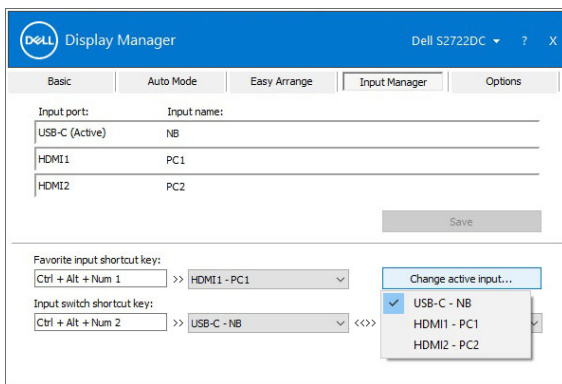 DELL Display Manager Dell S2722DC ? X
Basic Auto Mode Easy Arrange Input Manager Options
Input port: Input name:
USB-C (Active) NB
HDMI1 PC1
HDMI2 PC2
Save
Favorite input shortcut key:
Ctrl + Alt + Num 1 >> HDMI1 - PC1 Change active input...
Input switch shortcut key:
Ctrl + Alt + Num 2 >> USB-C - NB <<>>
USB-C - NB
HDMI1 - PC1
HDMI2 - PC2